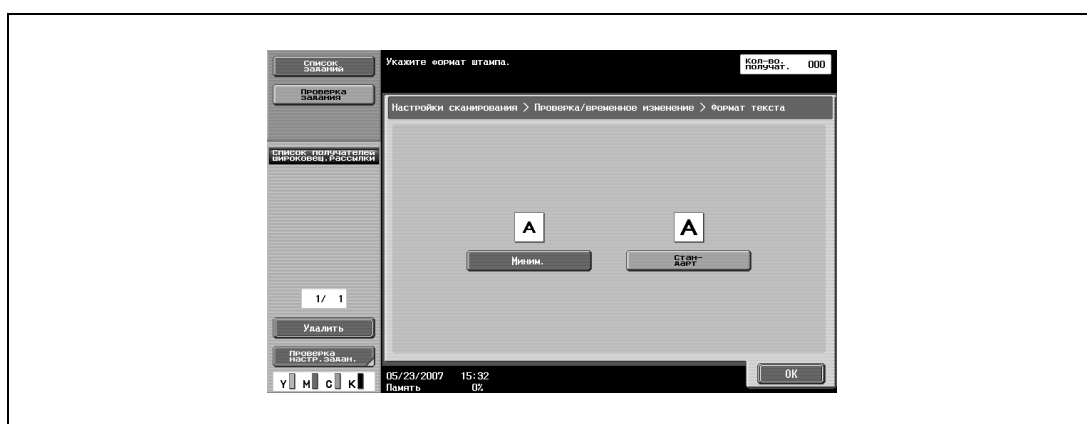 Список
заданий
Укажите формат штампа.
Кол-во.
получат. 000
Проверка
задания
Настройки сканирования > Проверка/временное изменение > Формат текста
Список получателей
широковещ.рассылки
A
A
Миним.
Стан-
дарт
1/ 1
Удалить
Проверка
настр.задан.
05/23/2007 15:32
Память 0%
OK
Y M C K